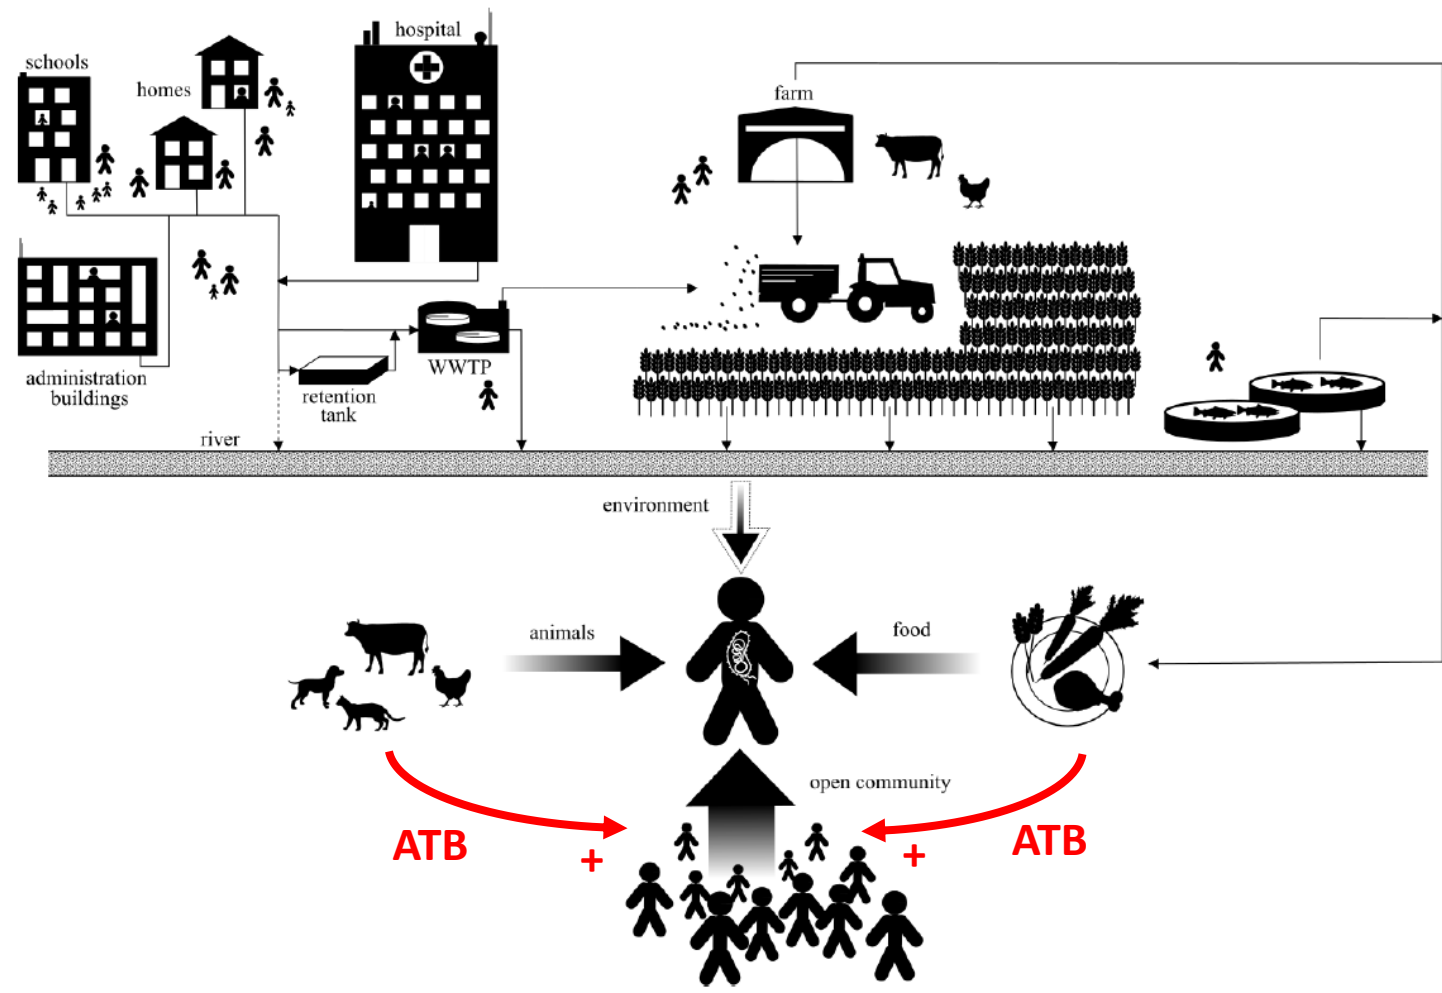 hospital
schools
homes
farm
administration
buildings
retention
tank
WWTP
river
environment
animals
food
open community
ATB
+
+
ATB